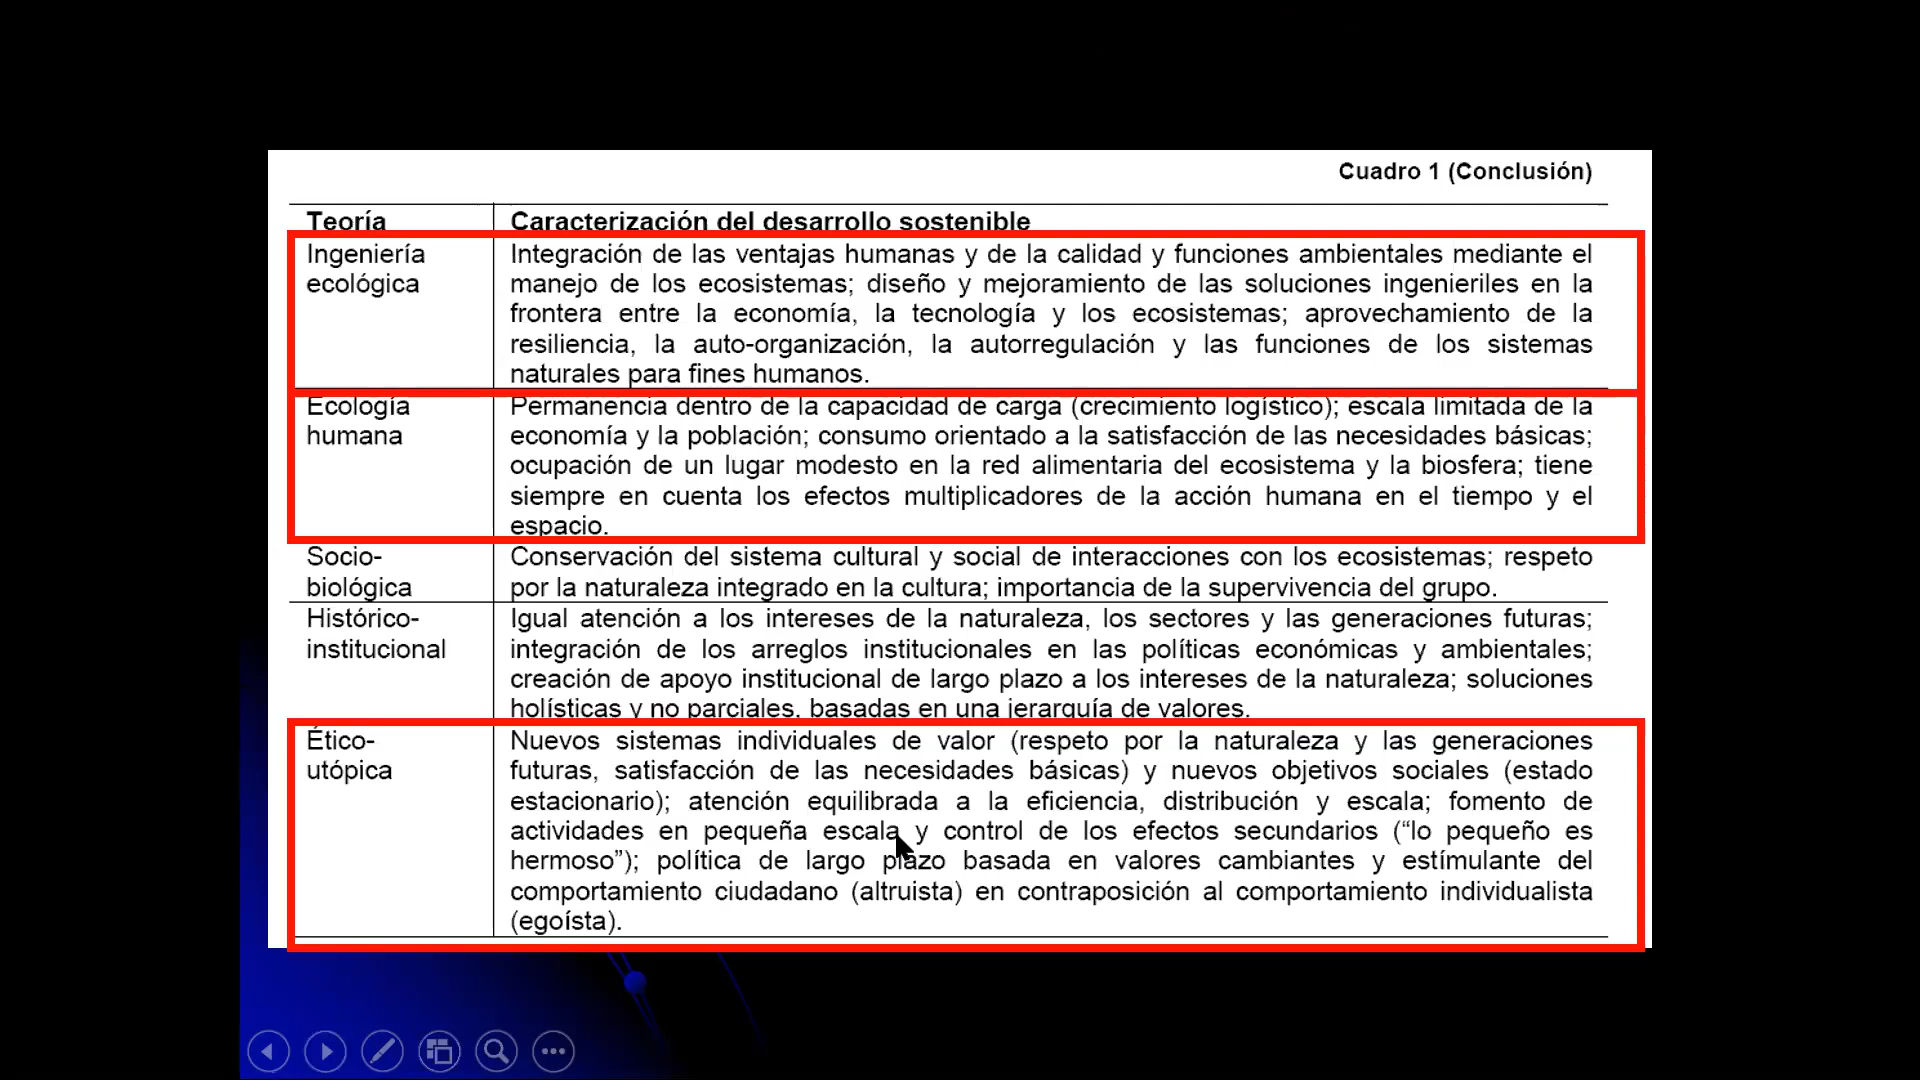 Cuadro 1 (Conclusión)
Teoría Caracterización del desarrollo sostenible
Ingeniería Integración de las ventajas humanas y de la calidad y funciones ambientales mediante el
ecológica manejo de los ecosistemas; diseño y mejoramiento de las soluciones ingenieriles en la
frontera entre la economía, la tecnología y los ecosistemas; aprovechamiento de la
resiliencia, la auto-organización, la autorregulación y las funciones de los sistemas
naturales para fines humanos.
Ecología Permanencia dentro de la capacidad de carga (crecimiento logístico); escala limitada de la
humana economía y la población; consumo orientado a la satisfacción de las necesidades básicas;
ocupación de un lugar modesto en la red alimentaria del ecosistema y la biosfera; tiene
siempre en cuenta los efectos multiplicadores de la acción humana en el tiempo y el
espacio.
Socio- Conservación del sistema cultural y social de interacciones con los ecosistemas; respeto
biológica por la naturaleza integrado en la cultura; importancia de la supervivencia del grupo.
Histórico- Igual atención a los intereses de la naturaleza, los sectores y las generaciones futuras;
institucional integración de los arreglos institucionales en las políticas económicas y ambientales;
creación de apoyo institucional de largo plazo a los intereses de la naturaleza; soluciones
holísticas y no parciales, basadas en una jerarquía de valores.
Ético- Nuevos sistemas individuales de valor (respeto por la naturaleza y las generaciones
utópica futuras, satisfacción de las necesidades básicas) y nuevos objetivos sociales (estado
estacionario); atención equilibrada a la eficiencia, distribución y escala; fomento de
actividades en pequeña escala y control de los efectos secundarios (“lo pequeño es
hermoso”); política de largo plazo basada en valores cambiantes y estímulante del
comportamiento ciudadano (altruista) en contraposición al comportamiento individualista
(egoísta).